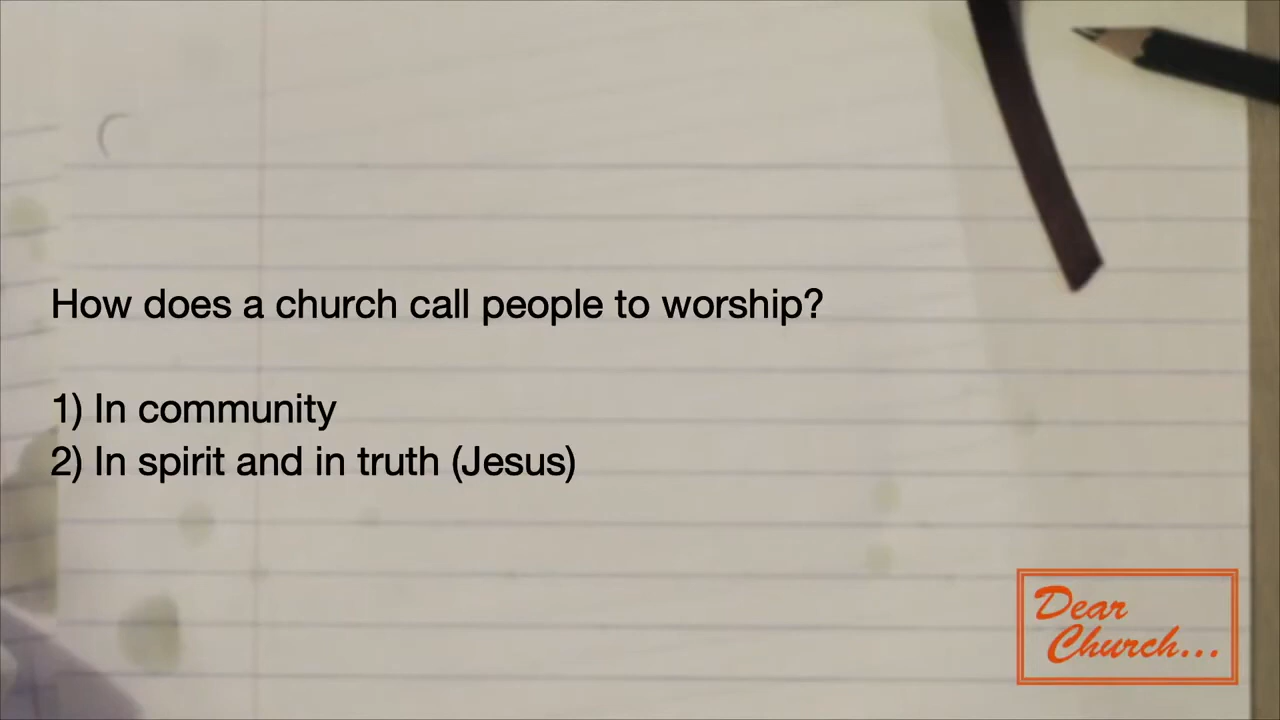 How does a church call people to worship?
1) In community
2) In spirit and in truth (Jesus)
Dear
Church...